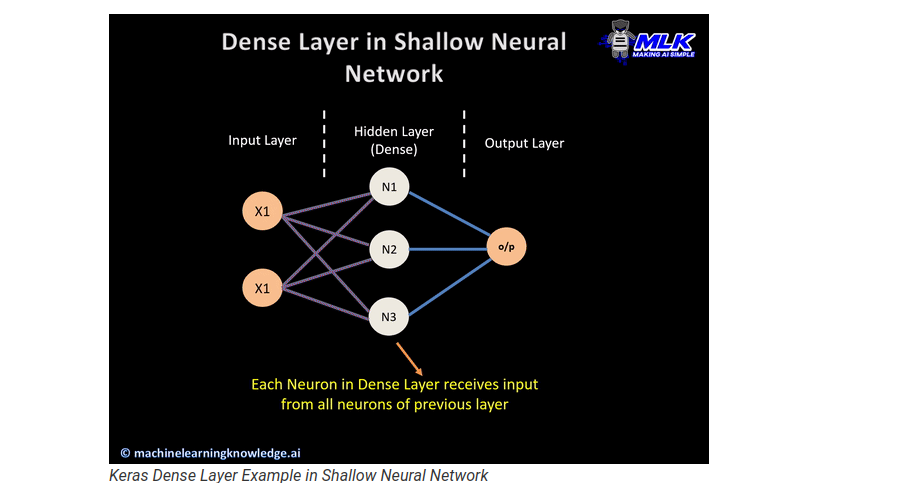 Dense Layer in Shallow Neural
Network
MLK
MAKING AI SIMPLE
Input Layer
Hidden Layer
(Dense)
Output Layer
N1
X1
N2
o/p
X1
N3
Each Neuron in Dense Layer receives input
from all neurons of previous layer
© machinelearningknowledge.ai
Keras Dense Layer Example in Shallow Neural Network